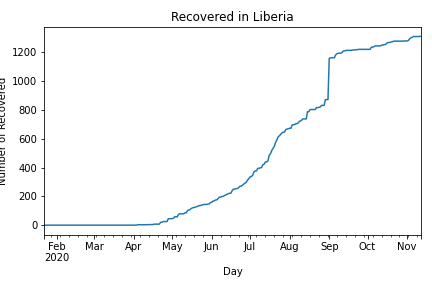 Recovered in Liberia
Number of Recovered
1200
1000
800
600
400
200
0
Feb Mar Apr May Jun Jul Aug Sep Oct Nov
2020
Day